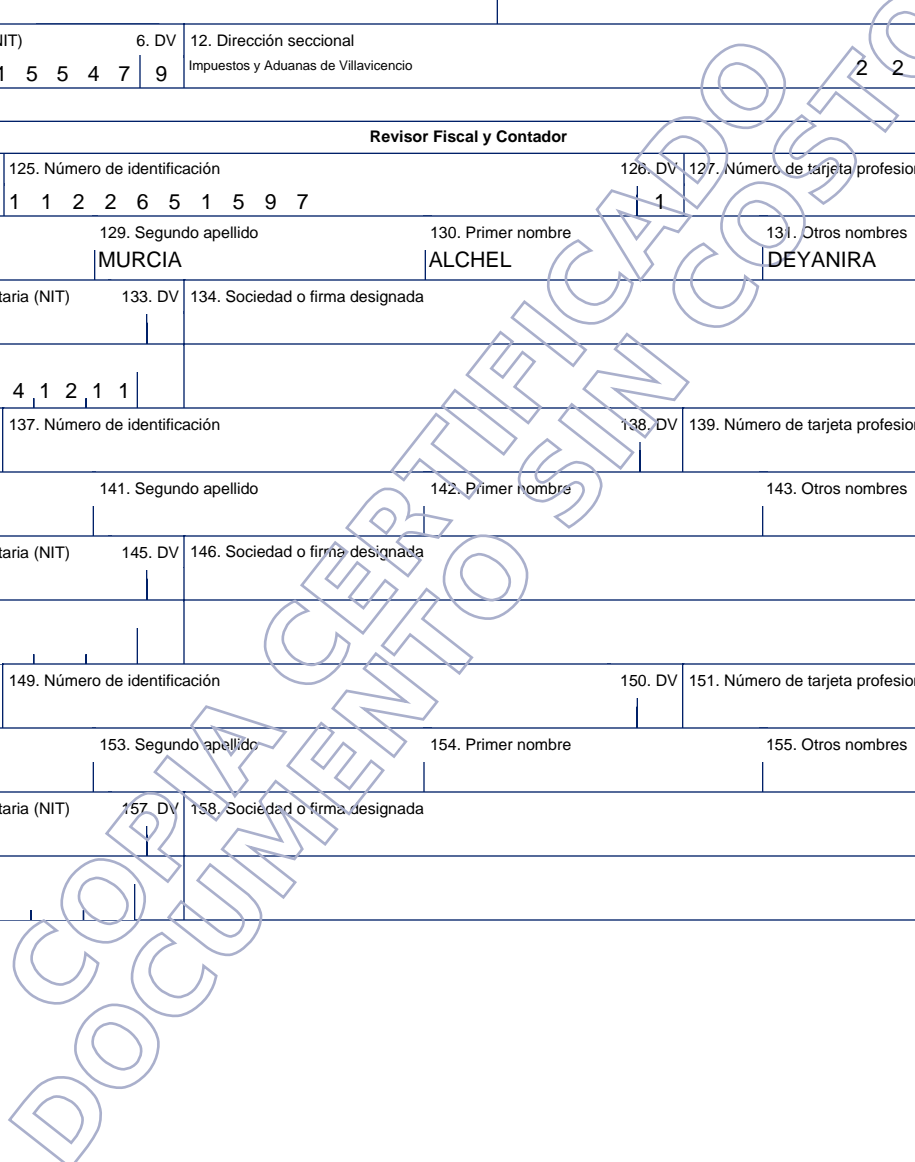 NIT) 6. DV 12. Dirección seccional
1 5 5 4 7 9 Impuestos y Aduanas de Villavicencio 2 2
Revisor Fiscal y Contador
125. Número de identificación 126. DV 127. Número de tarjeta profesion
1 1 2 2 6 5 1 5 9 7 1
129. Segundo apellido 130. Primer nombre 131. Otros nombres
MURCIA ALCHEL DEYANIRA
taria (NIT) 133. DV 134. Sociedad o firma designada
4 1 2 1 1
137. Número de identificación 138. DV 139. Número de tarjeta profesion
141. Segundo apellido 142. Primer nombre 143. Otros nombres
taria (NIT) 145. DV 146. Sociedad o firma designada
149. Número de identificación 150. DV 151. Número de tarjeta profesion
153. Segundo apellido 154. Primer nombre 155. Otros nombres
taria (NIT) 157. DV 158. Sociedad o firma designada
COPIA CERTIFICADO
DOCUMENTO SIN COSTO